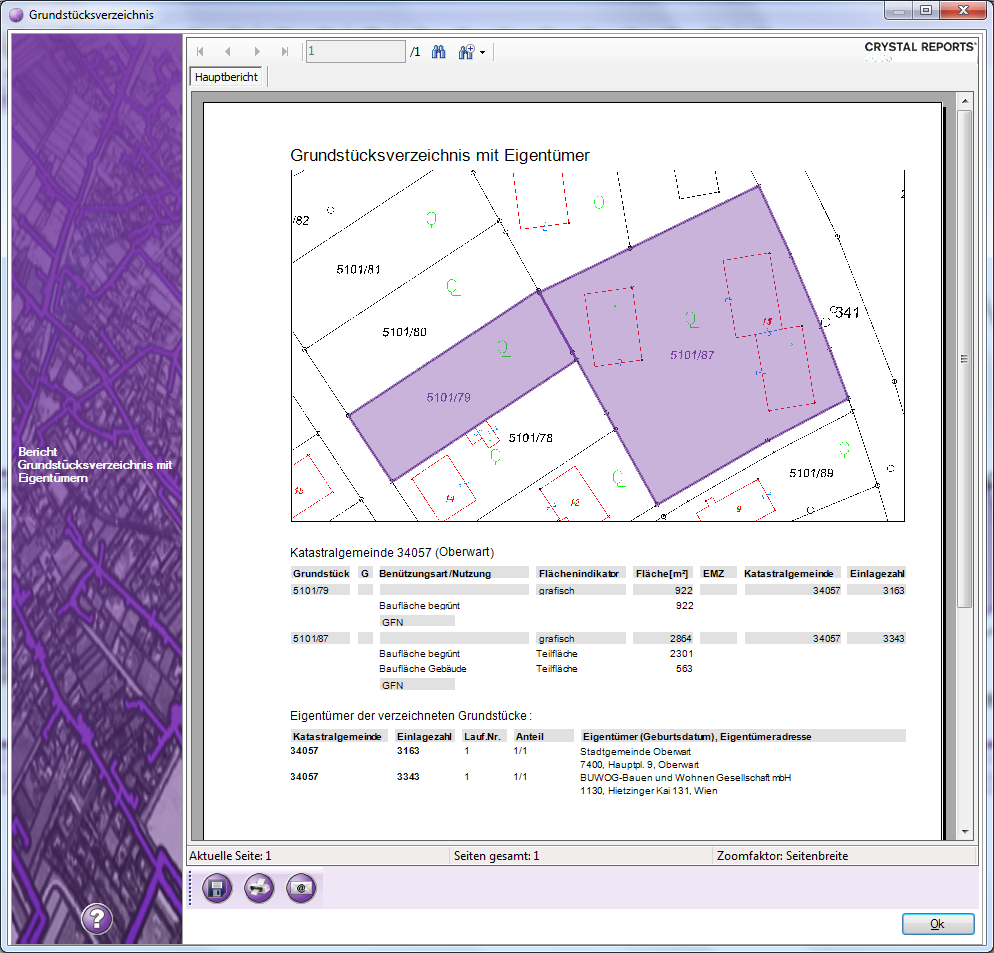 Grundstücksverzeichnis
1 /1
CRYSTAL REPORTS
Hauptbericht
Bericht
Grundstücksverzeichnis mit
Eigentümern
Grundstücksverzeichnis mit Eigentümer
/82
5101/81
5101/80
5101/79
5101/87
341
13
5101/78
5101/89
15
14
12
9
Katastralgemeinde 34057 (Oberwart)
Grundstück G Benützungsart/Nutzung Flächenindikator Fläche[m²] EMZ Katastralgemeinde Einlagezahl
5101/79 grafisch 922 34057 3163
Baufläche begrünt 922
GFN
5101/87 grafisch 2864 34057 3343
Baufläche begrünt Teilfläche 2301
Baufläche Gebäude Teilfläche 563
GFN
Eigentümer der verzeichneten Grundstücke :
Katastralgemeinde Einlagezahl Lauf.Nr. Anteil Eigentümer (Geburtsdatum), Eigentümeradresse
34057 3163 1 1/1 Stadtgemeinde Oberwart
7400, Hauptpl. 9, Oberwart
34057 3343 1 1/1 BUWOG-Bauen und Wohnen Gesellschaft mbH
1130, Hietzinger Kai 131, Wien
Aktuelle Seite: 1 Seiten gesamt: 1 Zoomfaktor: Seitenbreite
Ok